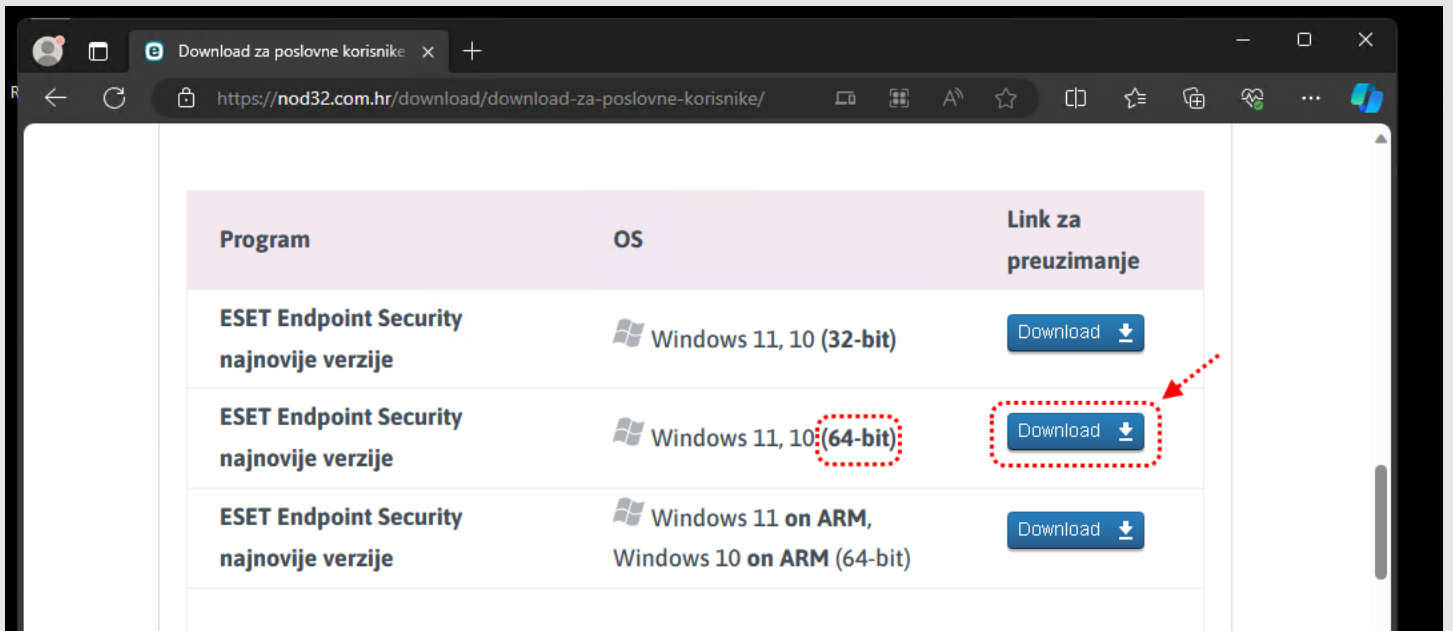 Download za poslovne korisnike
https://nod32.com.hr/download/download-za-poslovne-korisnike/
Program
OS
Link za
preuzimanje
ESET Endpoint Security
najnovije verzije
Windows 11, 10 (32-bit)
Download
ESET Endpoint Security
najnovije verzije
Windows 11, 10 (64-bit)
Download
ESET Endpoint Security
najnovije verzije
Windows 11 on ARM,
Windows 10 on ARM (64-bit)
Download